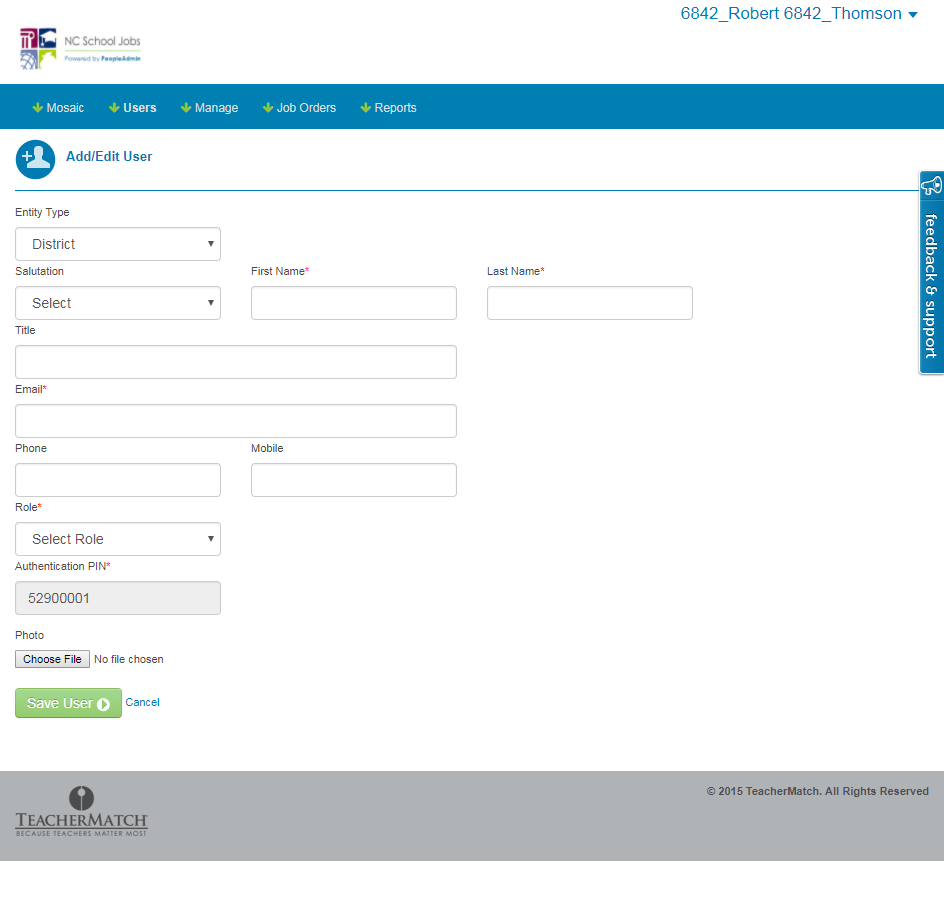 6842_Robert 6842_Thomson
NC School Jobs
Powered by PeopleAdmin
Mosaic Users Manage Job Orders Reports
Add/Edit User
feedback & support
Entity Type
District
Salutation First Name* Last Name*
Select
Title
Email*
Phone Mobile
Role*
Select Role
Authentication PIN*
52900001
Photo
Choose File No file chosen
Save User Cancel
© 2015 TeacherMatch. All Rights Reserved
TEACHERMATCH
BECAUSE TEACHERS MATTER MOST